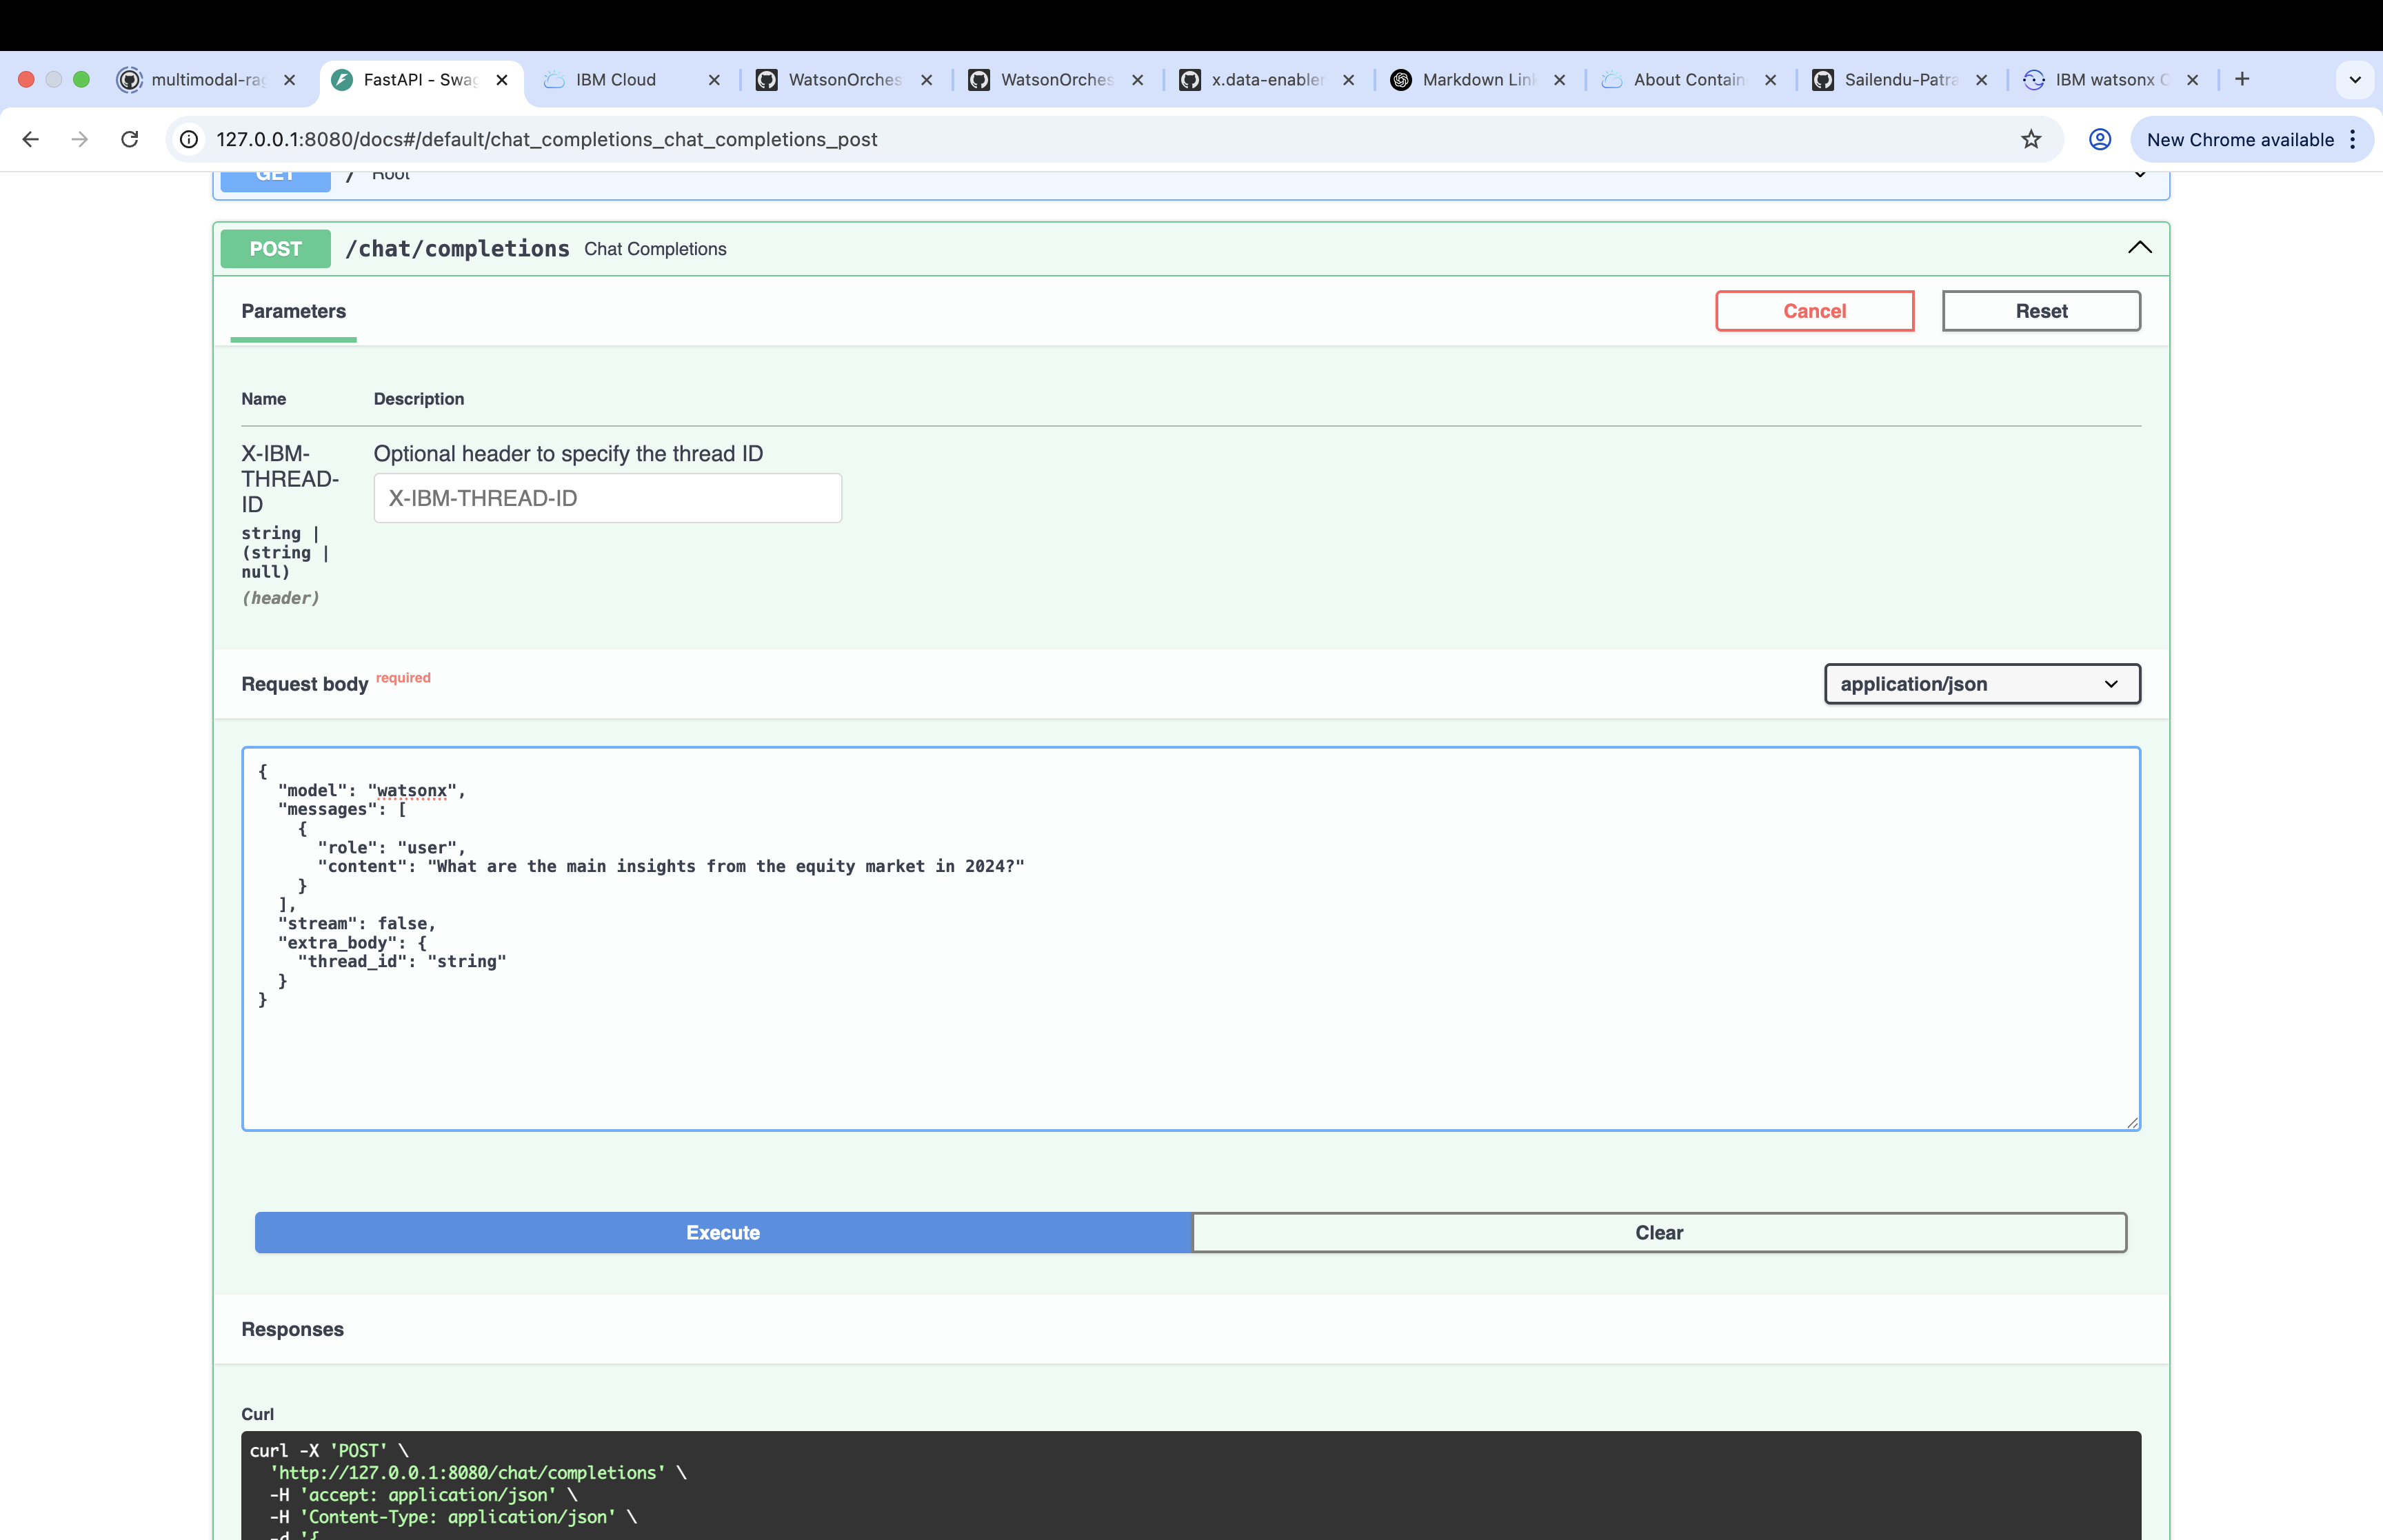 multimodal-rag
FastAPI - Swag
IBM Cloud
WatsonOrches
WatsonOrches
x.data-enabler
Markdown Lin
About Contain
Sailendu-Patra
IBM watsonx
127.0.0.1:8080/docs#/default/chat_completions_chat_completions_post
New Chrome available
GET / Root
POST /chat/completions Chat Completions
Parameters
Cancel
Reset
Name Description
X-IBM-
THREAD-
ID
string |
(string |
null)
(header)
Optional header to specify the thread ID
X-IBM-THREAD-ID
Request body required
application/json
{
"model": "watsonx",
"messages": [
{
"role": "user",
"content": "What are the main insights from the equity market in 2024?"
}
],
"stream": false,
"extra_body": {
"thread_id": "string"
}
}
Execute
Clear
Responses
Curl
curl -X 'POST' \
'http://127.0.0.1:8080/chat/completions' \
-H 'accept: application/json' \
-H 'Content-Type: application/json' \
-d '{